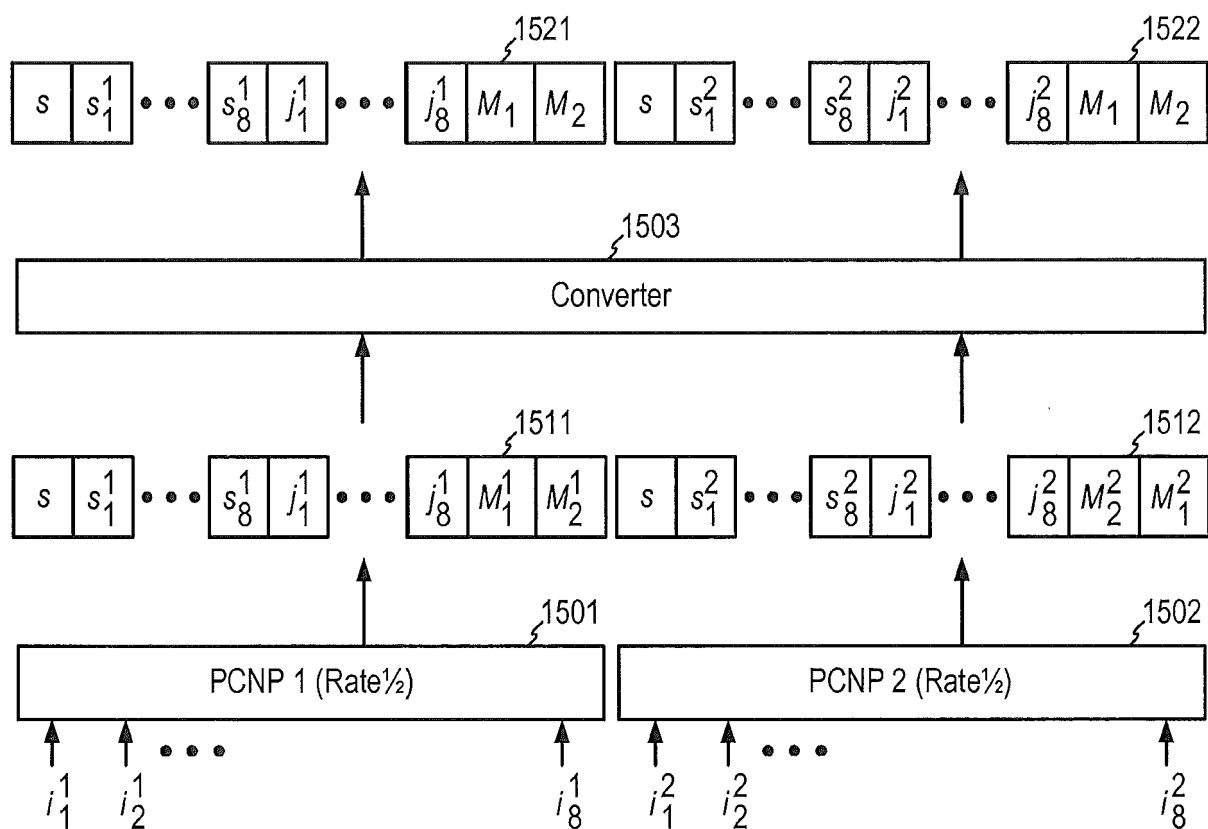 1521 1522
s s₁¹ ••• s₈¹ j₁¹ ••• j₈¹ M₁ M₂ s s₁² ••• s₈² j₁² ••• j₈² M₁ M₂
1503
Converter
1511 1512
s s₁¹ ••• s₈¹ j₁¹ ••• j₈¹ M₁¹ M₂¹ s s₁² ••• s₈² j₁² ••• j₈² M₂² M₁²
1501 1502
PCNP 1 (Rate½) PCNP 2 (Rate½)
i₁¹ i₂¹ ••• i₈¹ i₁² i₂² ••• i₈²